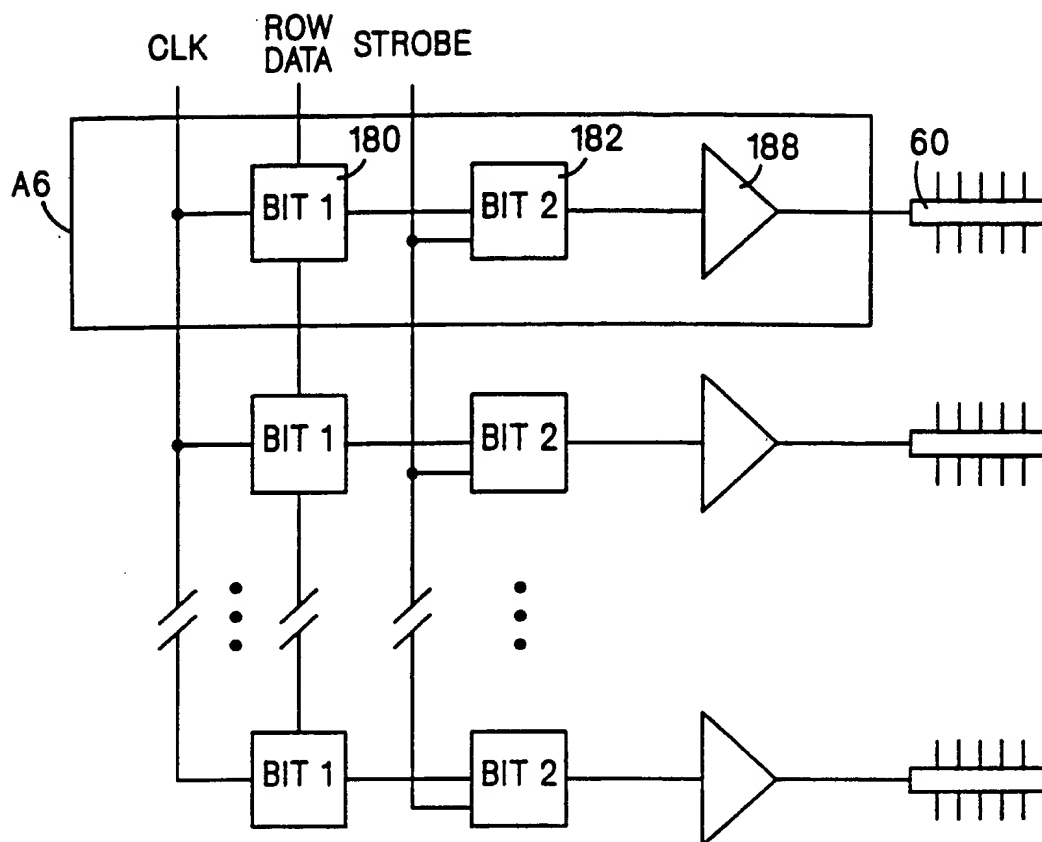 CLK
ROW
DATA
STROBE
A6
180
182
188
60
BIT 1
BIT 2
BIT 1
BIT 2
BIT 1
BIT 2